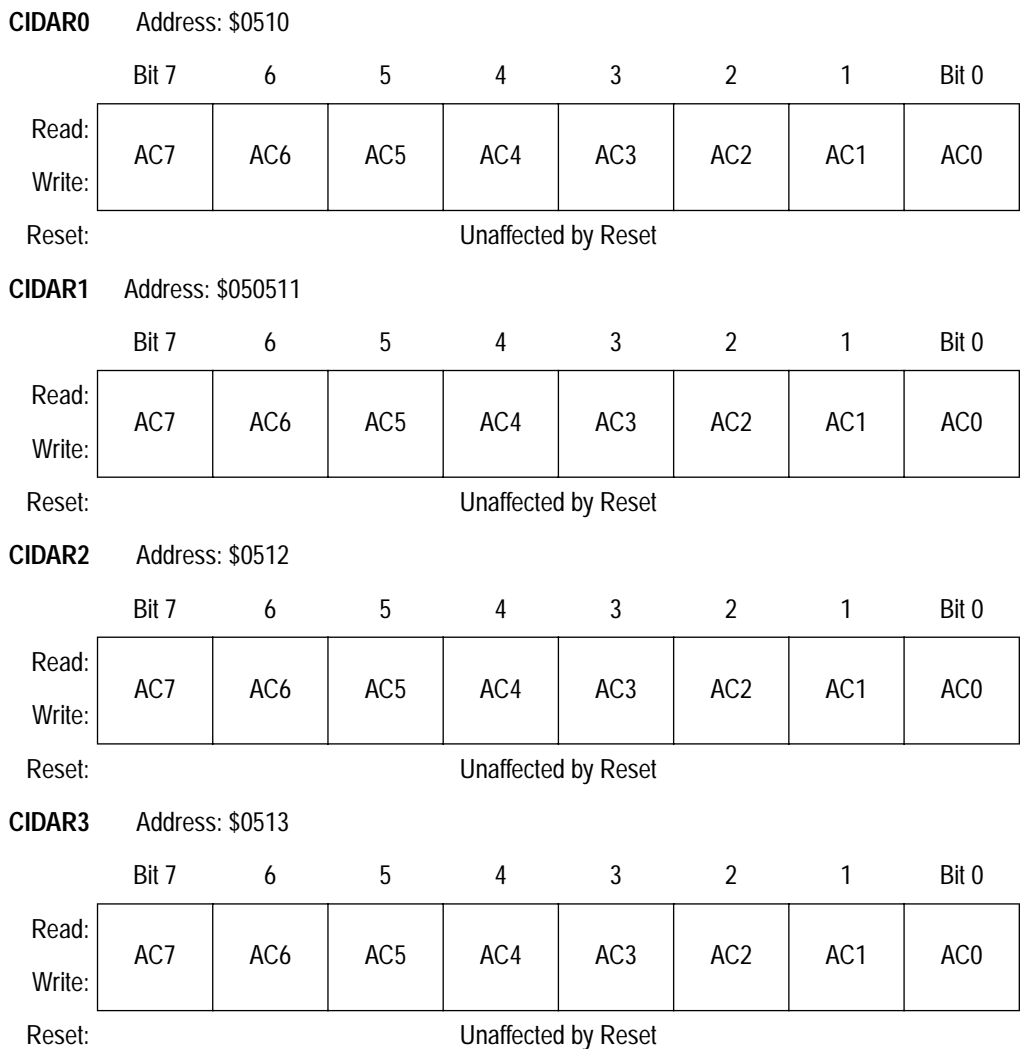 CIDAR0 Address: $0510
Bit 7 6 5 4 3 2 1 Bit 0
Read:
AC7 AC6 AC5 AC4 AC3 AC2 AC1 AC0
Write:
Reset: Unaffected by Reset
CIDAR1 Address: $050511
Bit 7 6 5 4 3 2 1 Bit 0
Read:
AC7 AC6 AC5 AC4 AC3 AC2 AC1 AC0
Write:
Reset: Unaffected by Reset
CIDAR2 Address: $0512
Bit 7 6 5 4 3 2 1 Bit 0
Read:
AC7 AC6 AC5 AC4 AC3 AC2 AC1 AC0
Write:
Reset: Unaffected by Reset
CIDAR3 Address: $0513
Bit 7 6 5 4 3 2 1 Bit 0
Read:
AC7 AC6 AC5 AC4 AC3 AC2 AC1 AC0
Write:
Reset: Unaffected by Reset